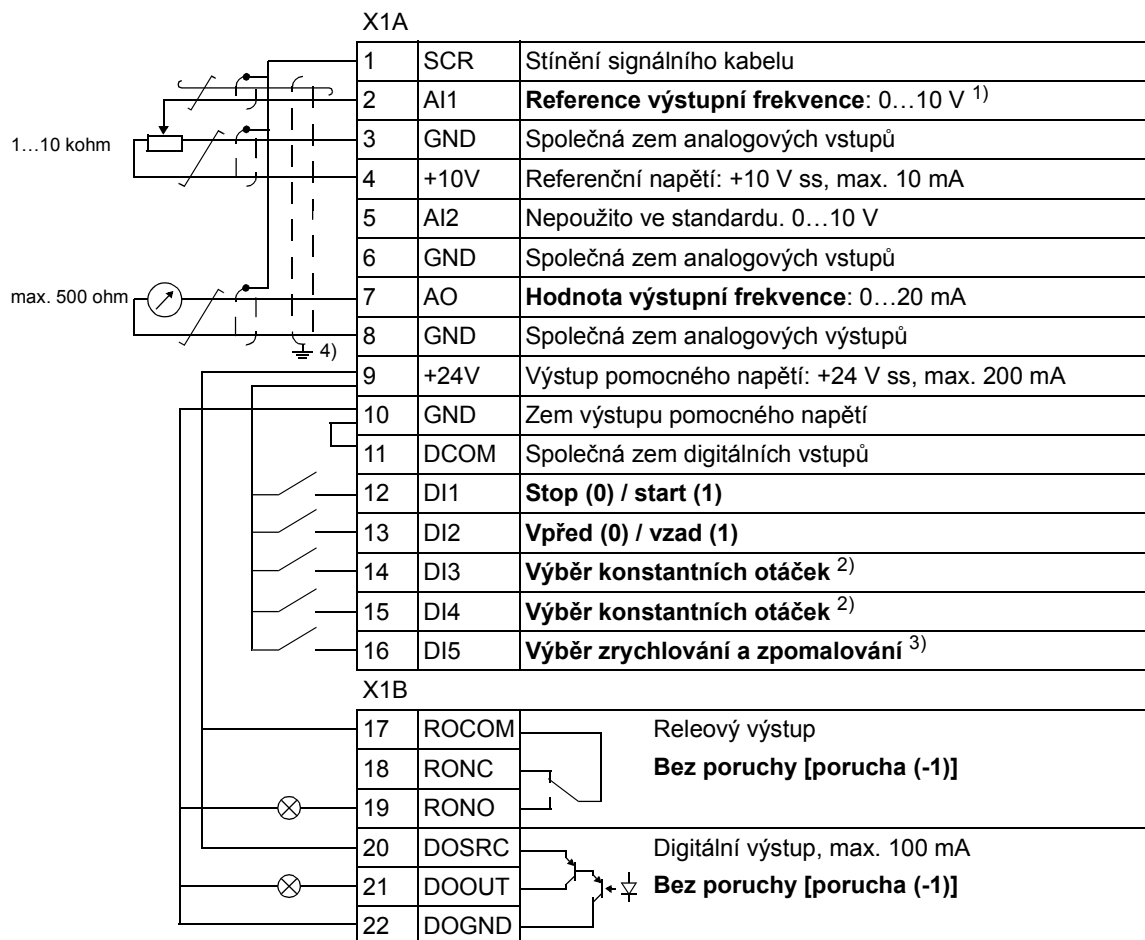 X1A
1 SCR Stínění signálního kabelu
2 AI1 Reference výstupní frekvence: 0…10 V 1)
1…10 kohm
3 GND Společná zem analogových vstupů
4 +10V Referenční napětí: +10 V ss, max. 10 mA
5 AI2 Nepoužito ve standardu. 0…10 V
6 GND Společná zem analogových vstupů
max. 500 ohm
7 AO Hodnota výstupní frekvence: 0…20 mA
8 GND Společná zem analogových výstupů
4)
9 +24V Výstup pomocného napětí: +24 V ss, max. 200 mA
10 GND Zem výstupu pomocného napětí
11 DCOM Společná zem digitálních vstupů
12 DI1 Stop (0) / start (1)
13 DI2 Vpřed (0) / vzad (1)
14 DI3 Výběr konstantních otáček 2)
15 DI4 Výběr konstantních otáček 2)
16 DI5 Výběr zrychlování a zpomalování 3)
X1B
17 ROCOM Releový výstup
18 RONC Bez poruchy [porucha (-1)]
19 RONO
20 DOSRC Digitální výstup, max. 100 mA
21 DOOUT Bez poruchy [porucha (-1)]
22 DOGND